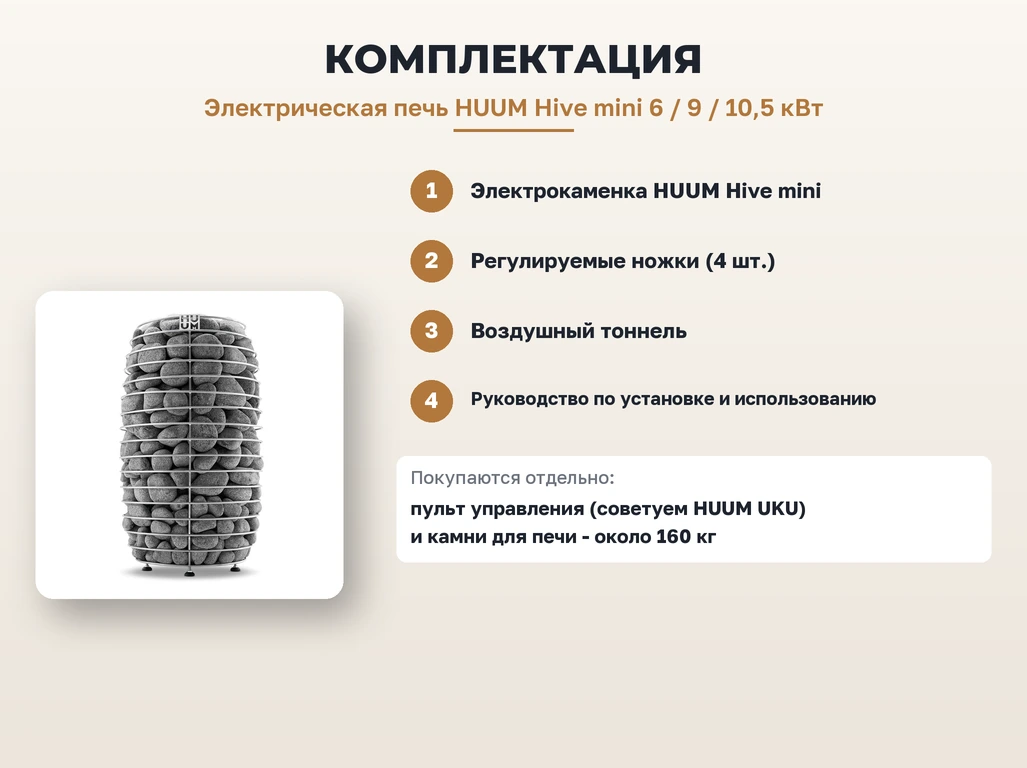 КОМПЛЕКТАЦИЯ
Электрическая печь HUUM Hive mini 6 / 9 / 10,5 кВт
1 Электрокаменка HUUM Hive mini
2 Регулируемые ножки (4 шт.)
3 Воздушный тоннель
4 Руководство по установке и использованию
HU
UM
Покупаются отдельно:
пульт управления (советуем HUUM UKU)
и камни для печи - около 160 кг